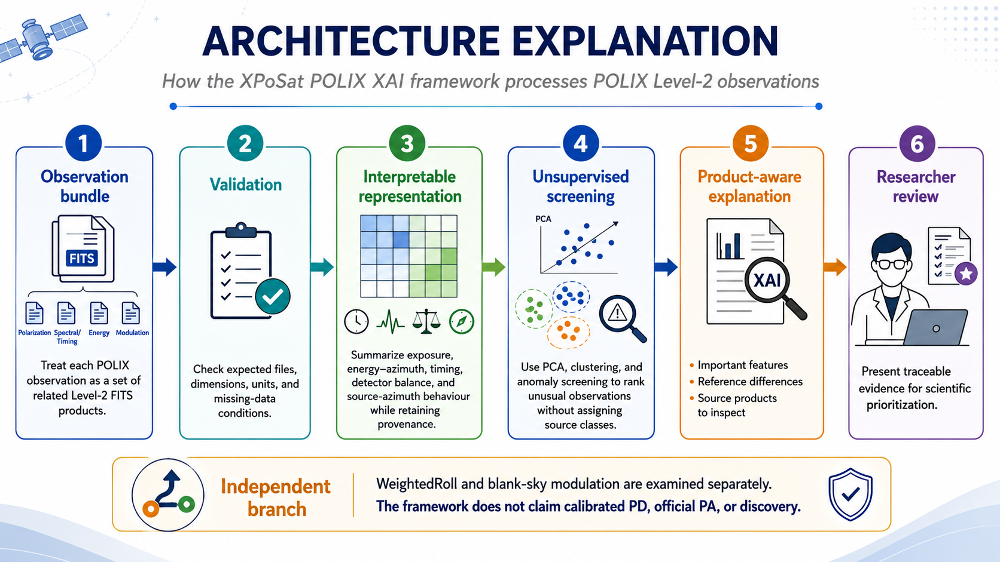 ARCHITECTURE EXPLANATION
How the XPoSat POLIX XAI framework processes POLIX Level-2 observations
1
Observation
bundle
FITS
Polarization
Spectral/
Timing
Energy
Modulation
Treat each POLIX
observation as a set of
related Level-2 FITS
products.
2
Validation
Check expected files,
dimensions, units, and
missing-data
conditions.
3
Interpretable
representation
Summarize exposure,
energy–azimuth, timing,
detector balance, and
source-azimuth behaviour
while retaining
provenance.
4
Unsupervised
screening
PCA
Use PCA, clustering, and
anomaly screening to rank
unusual observations
without assigning
source classes.
5
Product-aware
explanation
XAI
• Important features
• Reference differences
• Source products
to inspect
6
Researcher
review
Present traceable
evidence for scientific
prioritization.
Independent
branch
WeightedRoll and blank-sky modulation are examined separately.
The framework does not claim calibrated PD, official PA, or discovery.